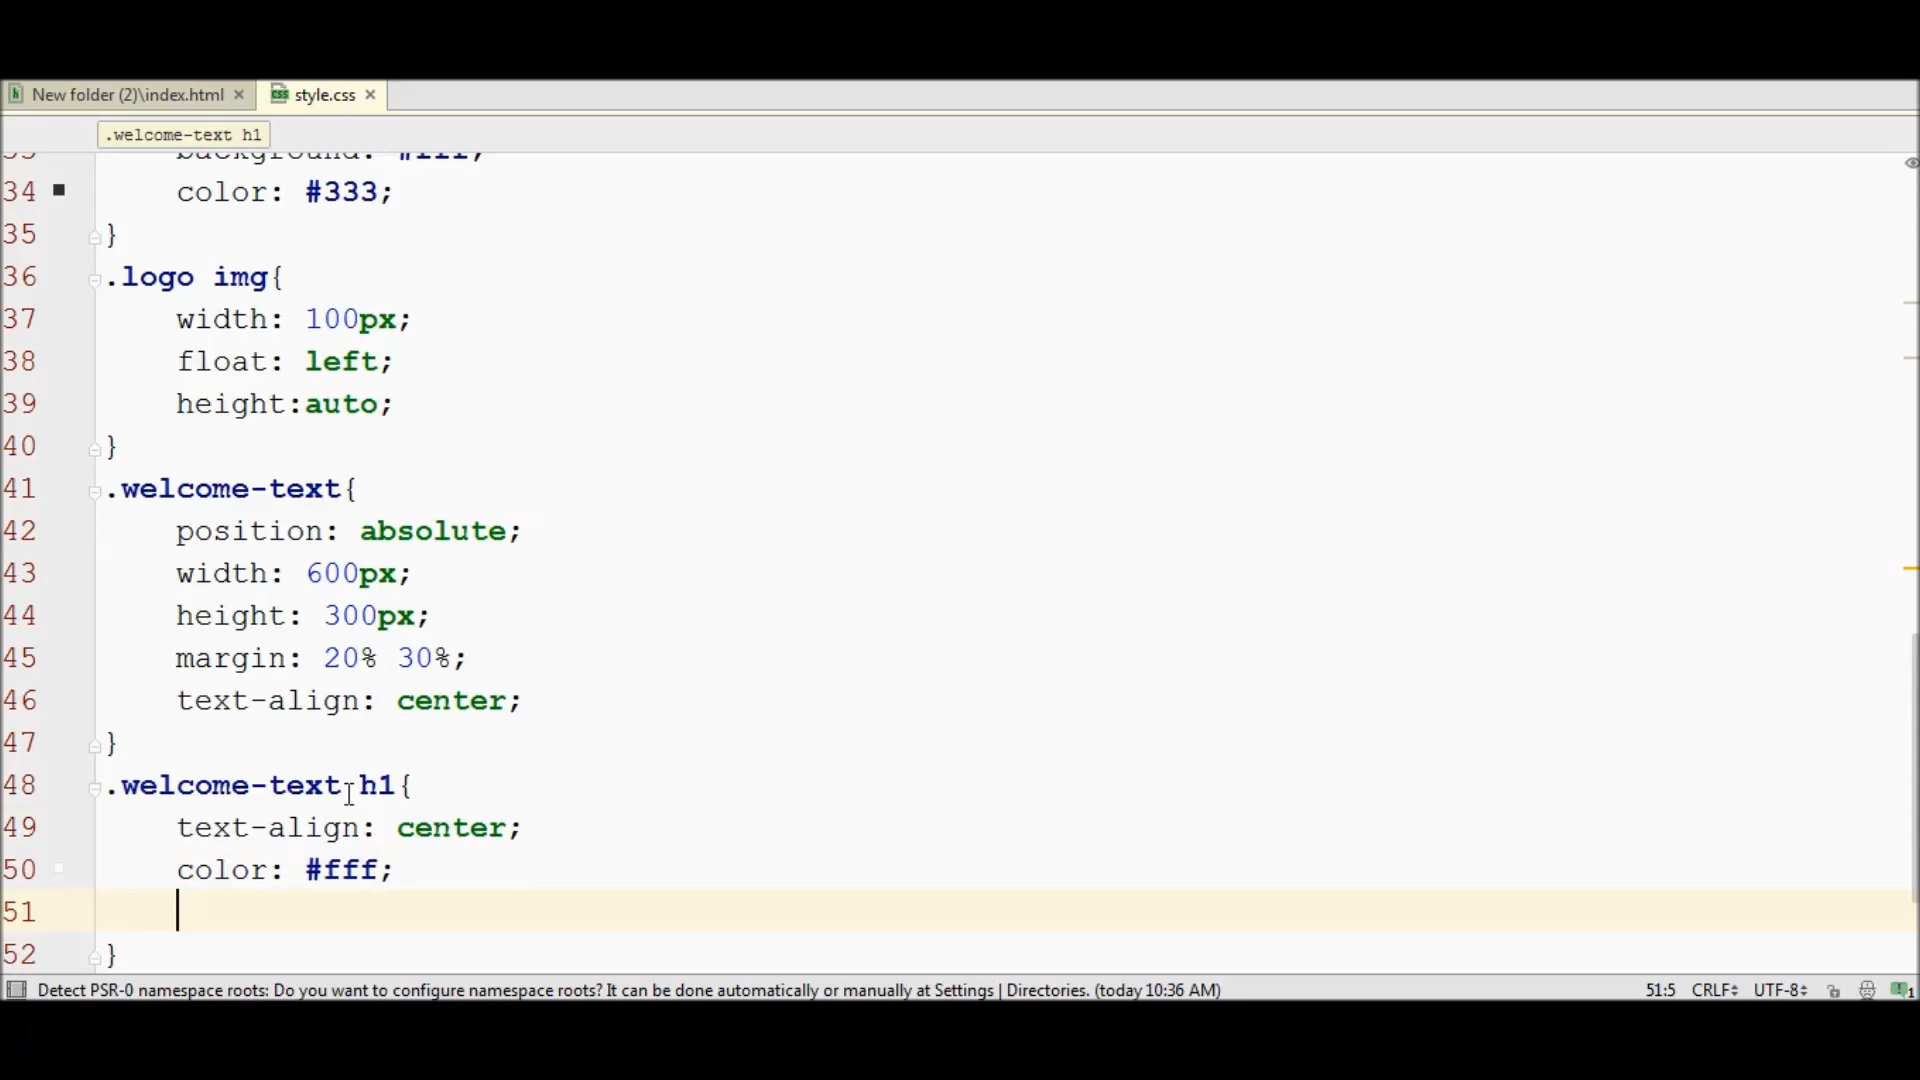 New folder (2)\index.html
style.css
.welcome-text h1
34 color: #333;
35 }
36 .logo img{
37 width: 100px;
38 float: left;
39 height:auto;
40 }
41 .welcome-text{
42 position: absolute;
43 width: 600px;
44 height: 300px;
45 margin: 20% 30%;
46 text-align: center;
47 }
48 .welcome-text h1{
49 text-align: center;
50 color: #fff;
51
52 }
Detect PSR-0 namespace roots: Do you want to configure namespace roots? It can be done automatically or manually at Settings | Directories. (today 10:36 AM) 51:5 CRLF UTF-8 1